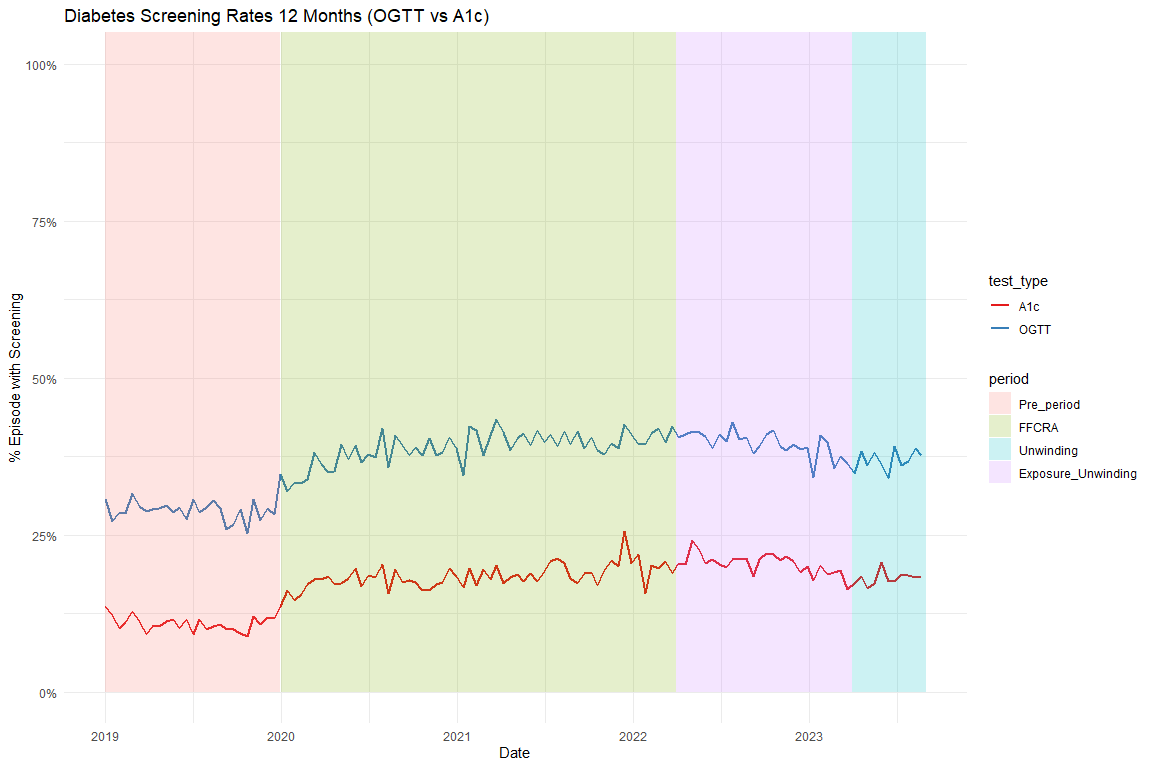 Diabetes Screening Rates 12 Months (OGTT vs A1c)
% Episode with Screening
100%
75%
50%
25%
0%
2019 2020 2021 2022 2023
Date
test_type
A1c
OGTT
period
Pre_period
FFCRA
Unwinding
Exposure_Unwinding